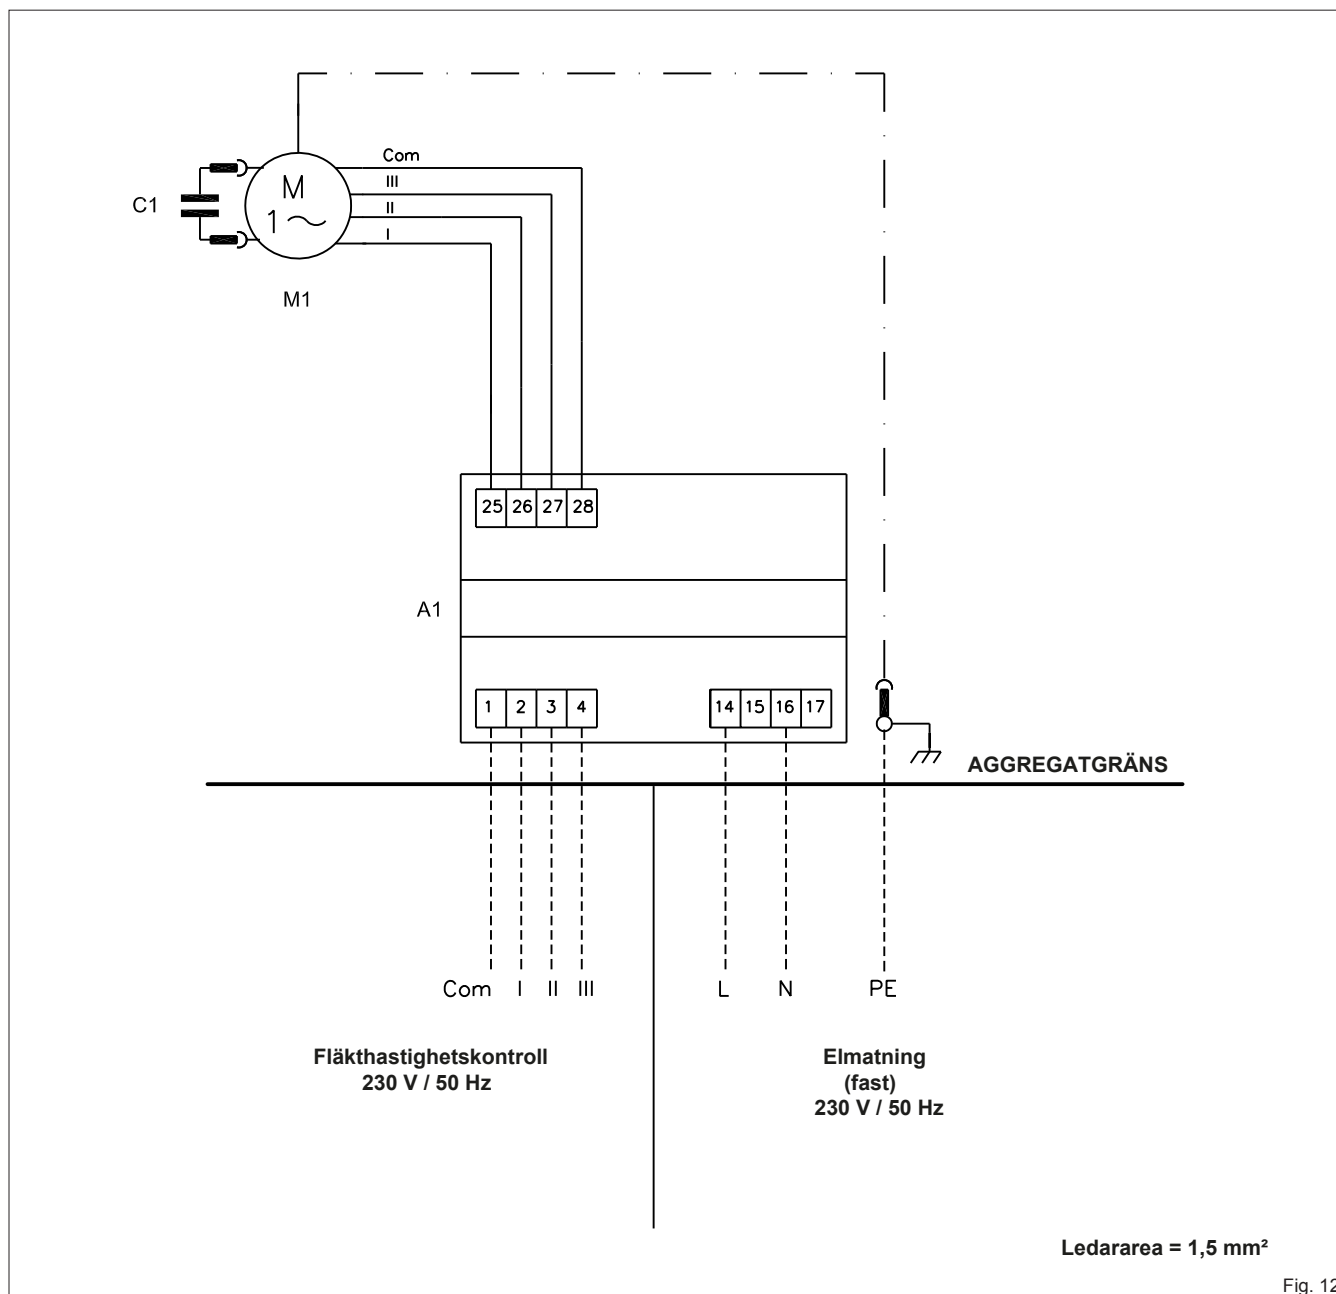 Com
III
II
I
C1
M
1
M1
25 26 27 28
A1
1 2 3 4
14 15 16 17
AGGREGATGRÄNS
Com I II III
L N PE
Fläkthastighetskontroll
230 V / 50 Hz
Elmatning
(fast)
230 V / 50 Hz
Ledararea = 1,5 mm²
Fig. 12